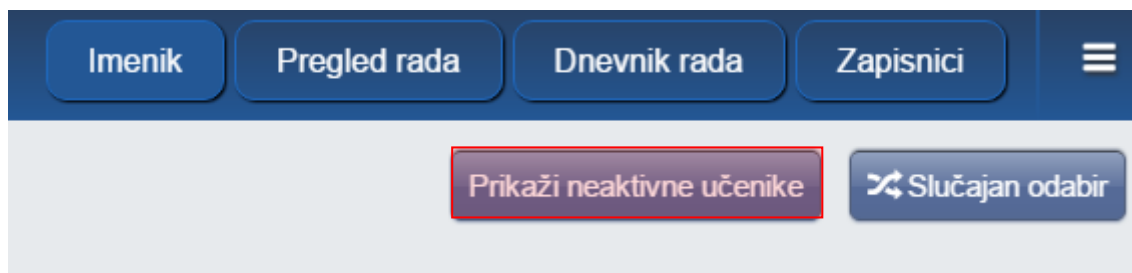 Imenik Pregled rada Dnevnik rada Zapisnici
Prikaži neaktivne učenike Slučajan odabir